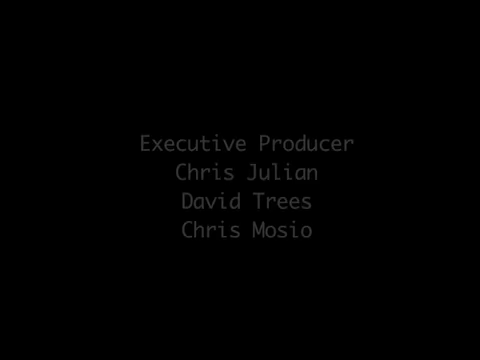 Executive Producer
Chris Julian
David Trees
Chris Mosio